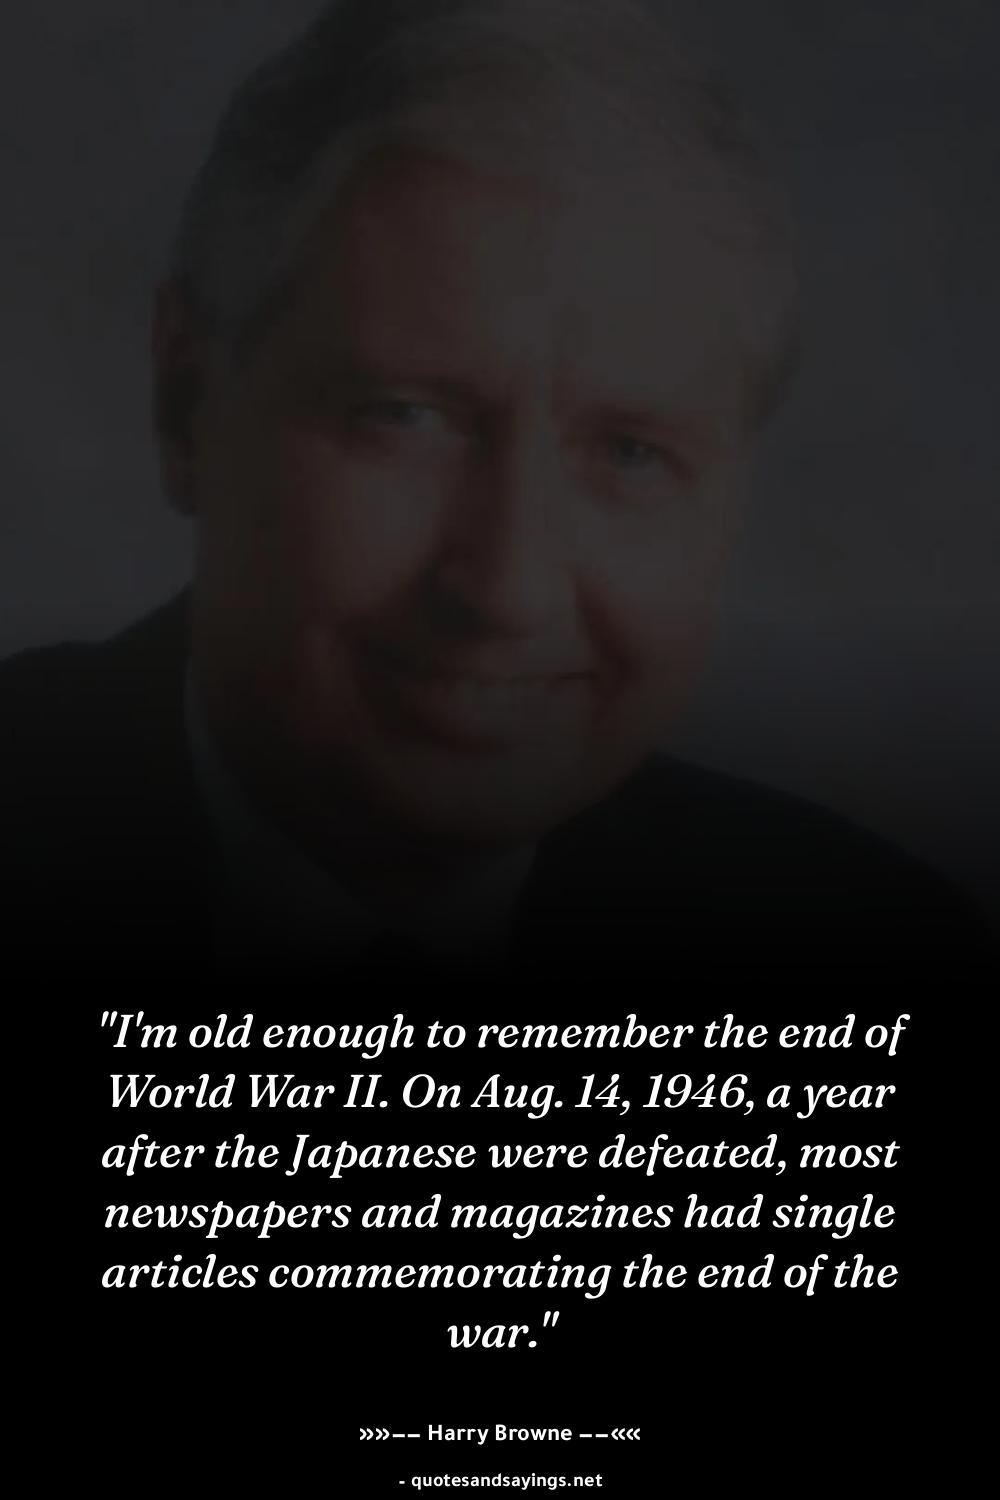 "I'm old enough to remember the end of
World War II. On Aug. 14, 1946, a year
after the Japanese were defeated, most
newspapers and magazines had single
articles commemorating the end of the
war."
»»−− Harry Browne −−««
- quotesandsayings.net